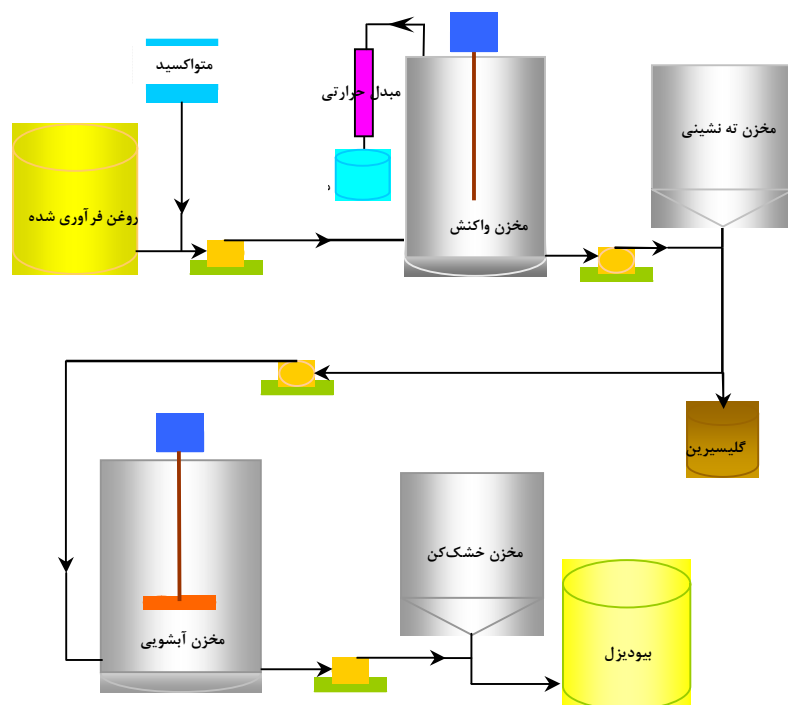 متواکسید
مبدل حرارتی
مخزن ته نشینی
روغن فرآوری شده
مخزن واکنش
گلیسیرین
مخزن آبشویی
مخزن خشک‌کن
بیودیزل